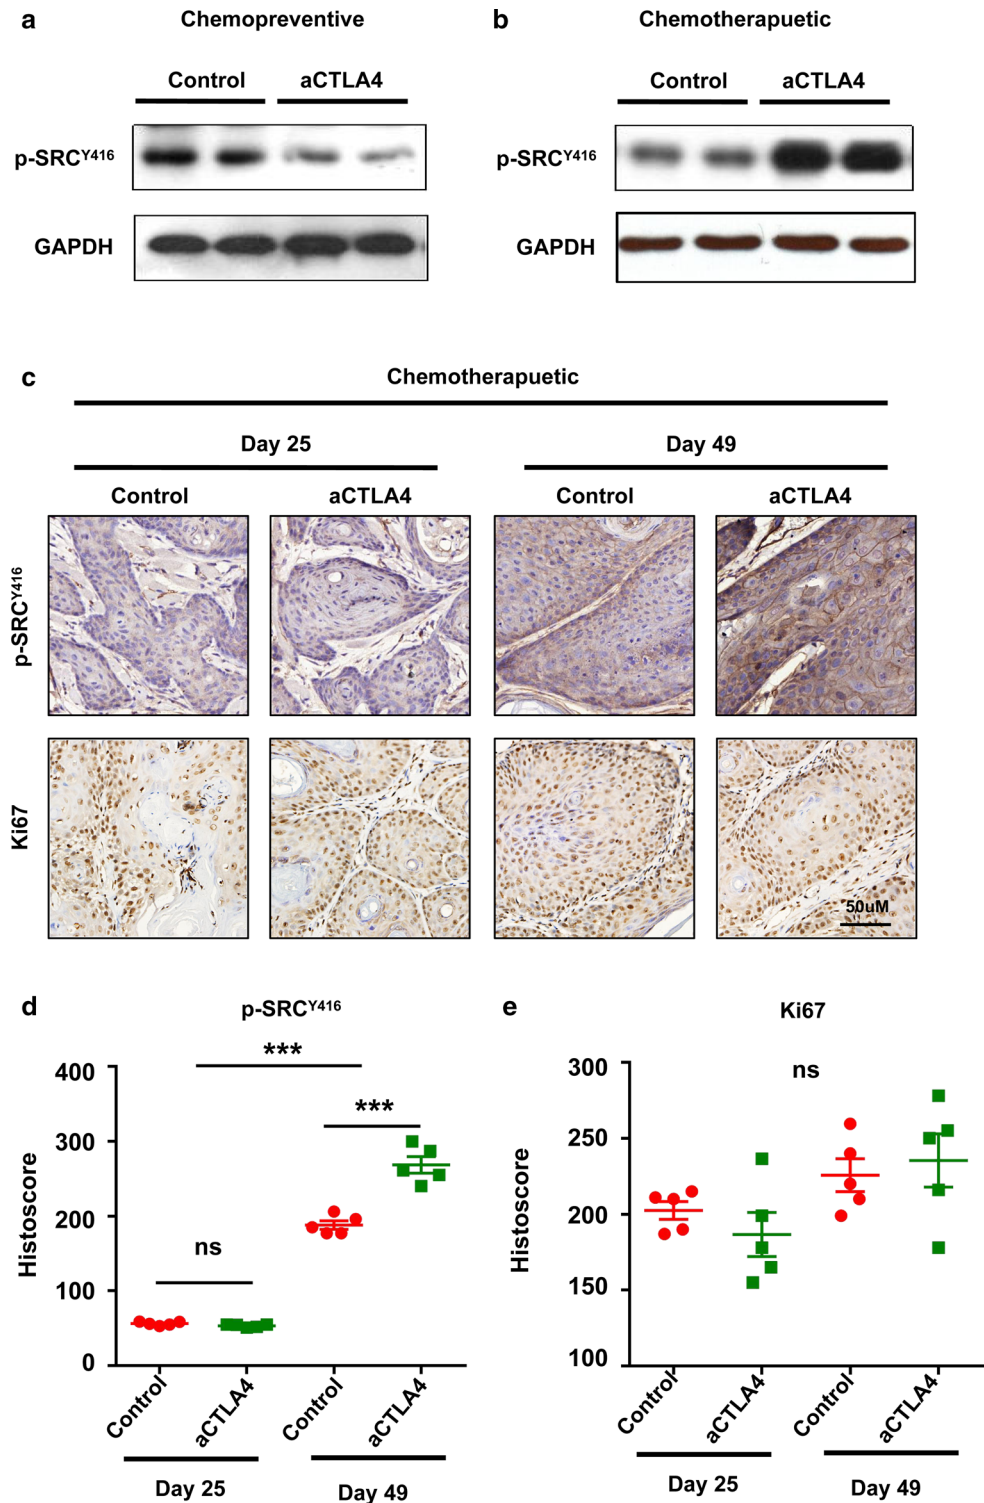 a
Chemopreventive
Control aCTLA4
p-SRCY416
GAPDH
b
Chemotherapuetic
Control aCTLA4
p-SRCY416
GAPDH
c
Chemotherapuetic
Day 25 Day 49
Control aCTLA4 Control aCTLA4
p-SRCY416
Ki67
50uM
d
p-SRCY416
***
***
ns
Histoscore
400
300
200
100
0
Control aCTLA4 Control aCTLA4
Day 25 Day 49
e
Ki67
ns
Histoscore
300
250
200
150
100
Control aCTLA4 Control aCTLA4
Day 25 Day 49